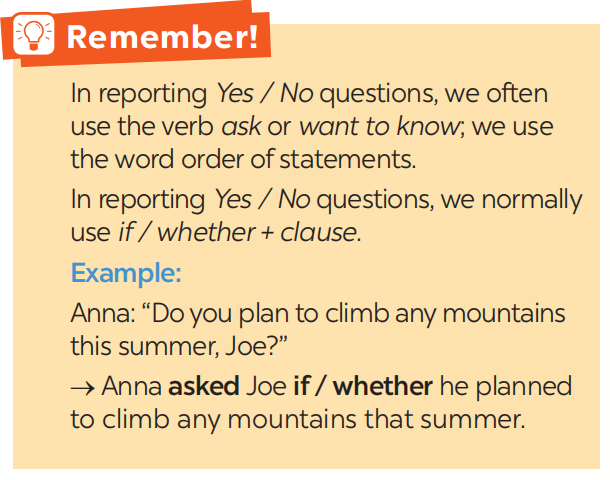 Remember!
In reporting Yes / No questions, we often
use the verb ask or want to know; we use
the word order of statements.
In reporting Yes / No questions, we normally
use if / whether + clause.
Example:
Anna: “Do you plan to climb any mountains
this summer, Joe?”
→ Anna asked Joe if / whether he planned
to climb any mountains that summer.